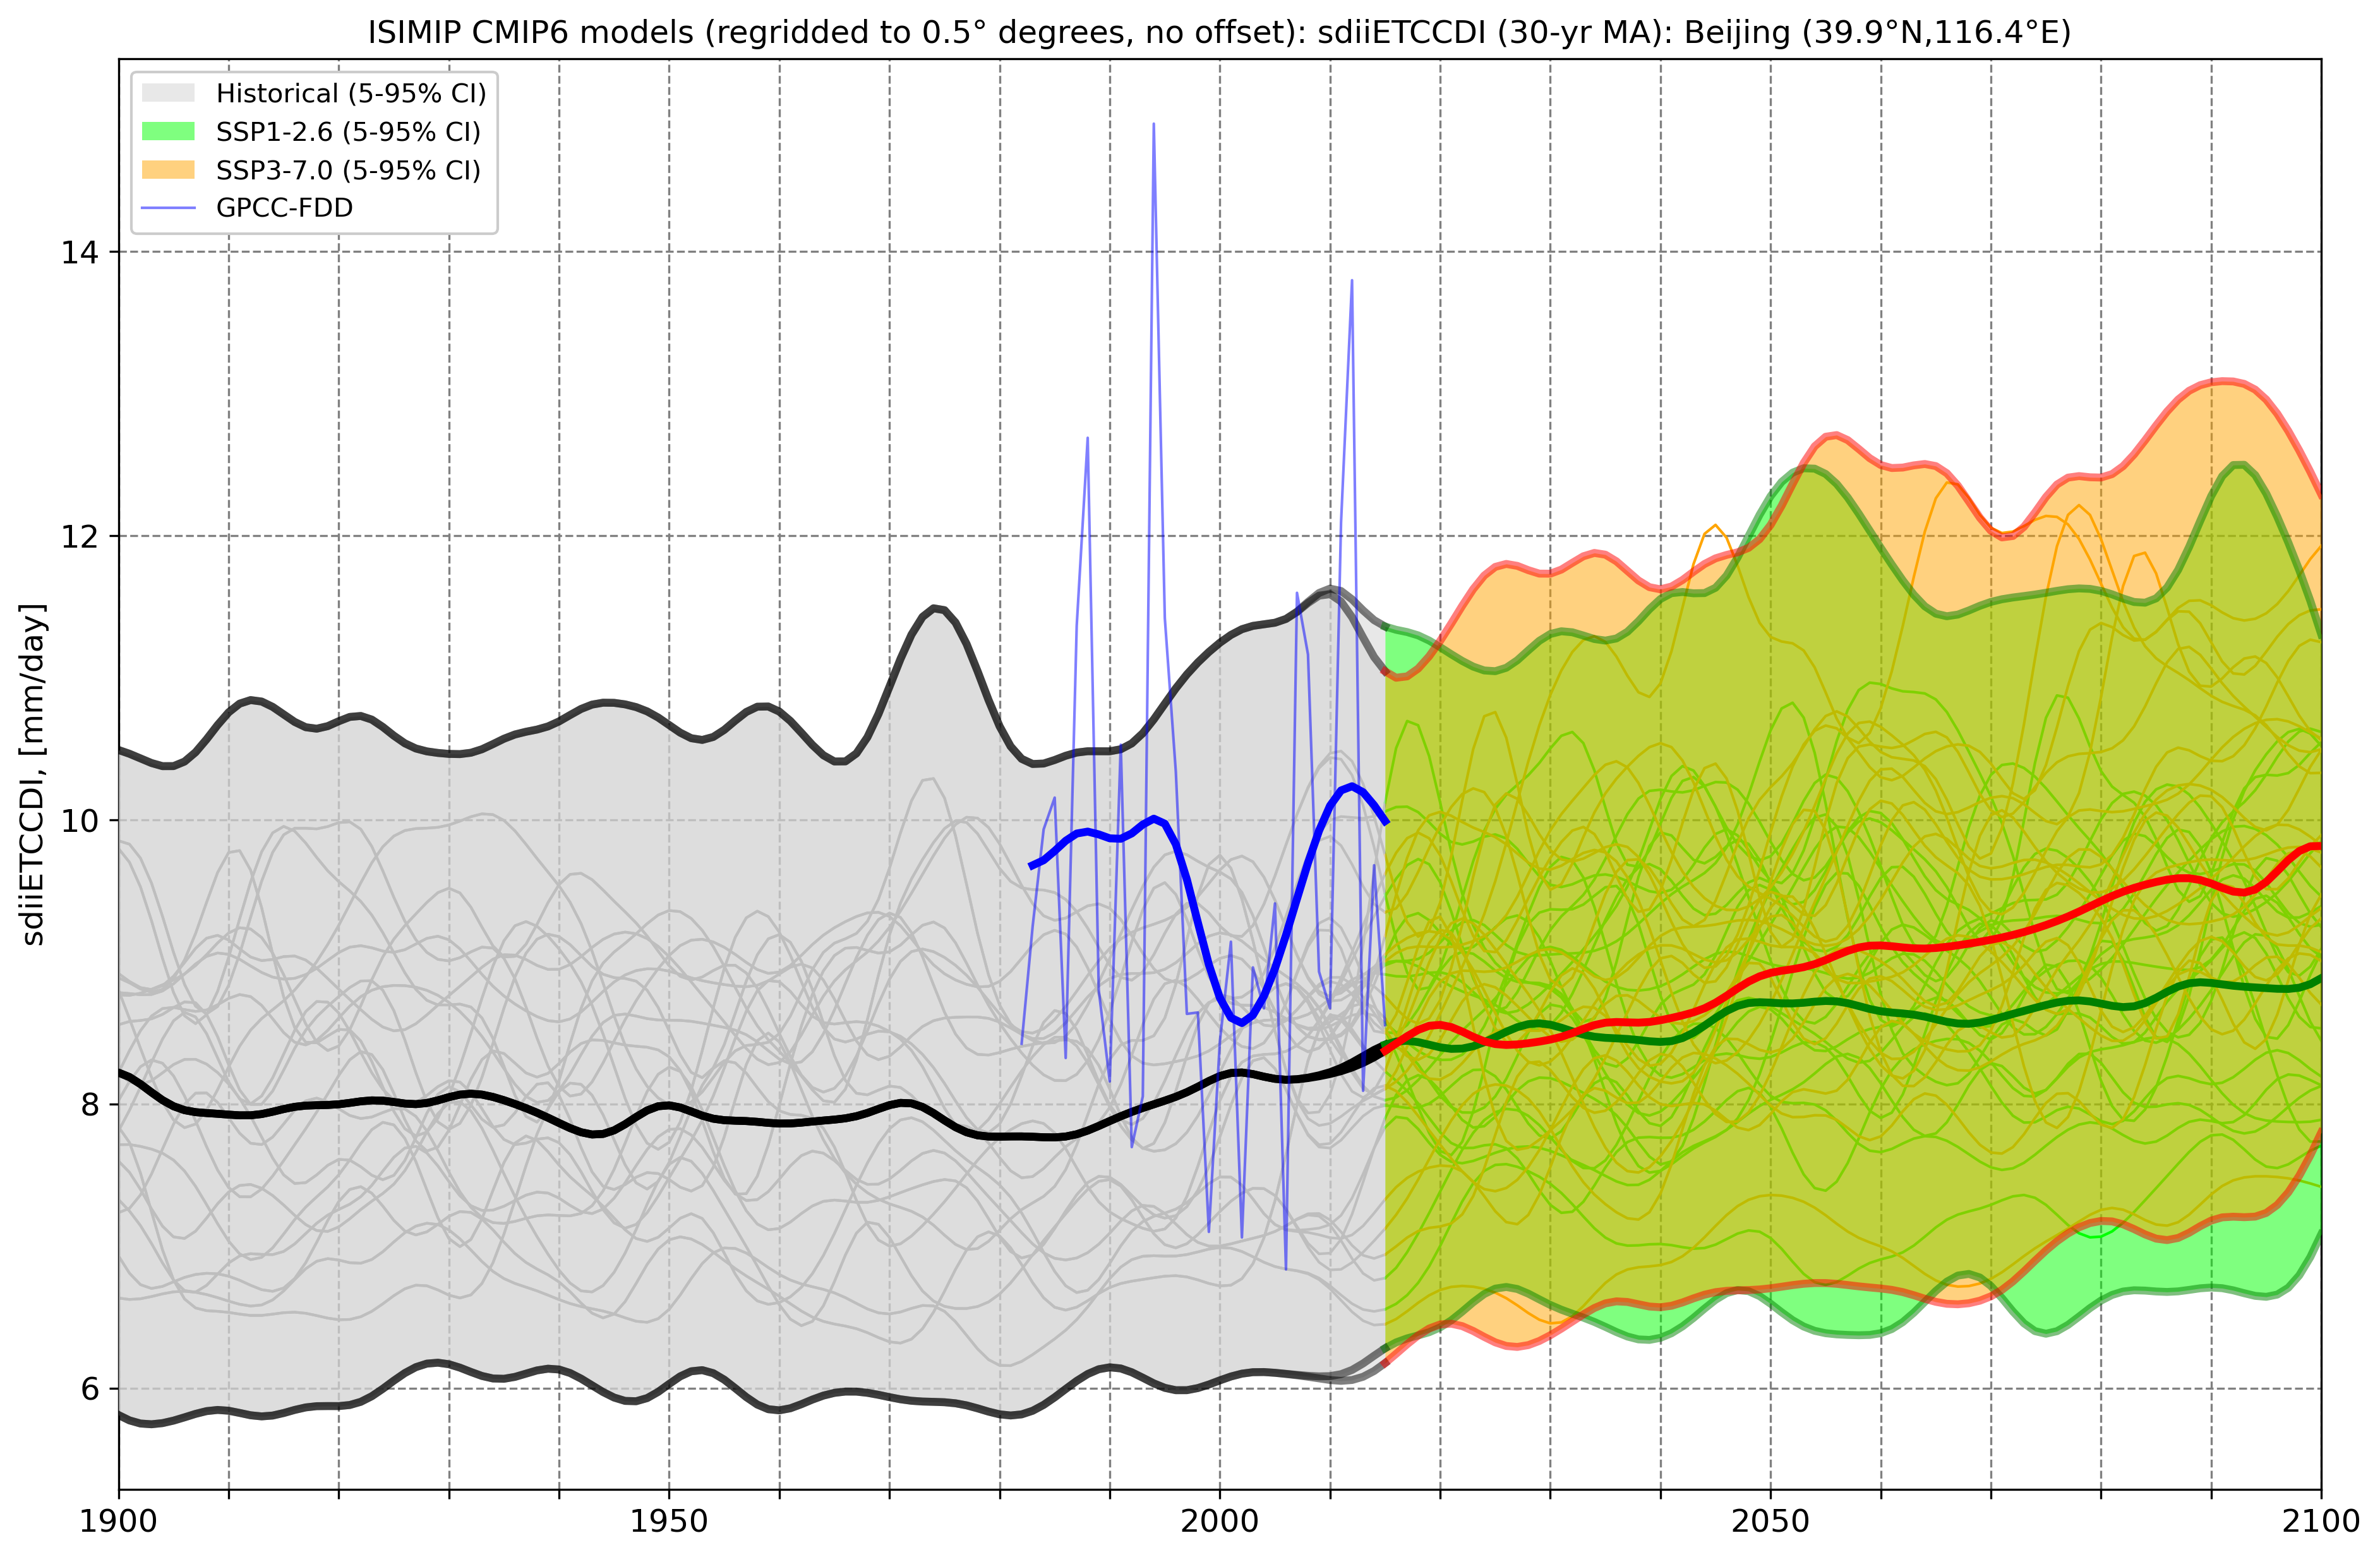 ISIMIP CMIP6 models (regridded to 0.5° degrees, no offset): sdiiETCCDI (30-yr MA): Beijing (39.9°N,116.4°E)
Historical (5-95% CI)
SSP1-2.6 (5-95% CI)
SSP3-7.0 (5-95% CI)
GPCC-FDD
sdiiETCCDI, [mm/day]
14
12
10
8
6
1900
1950
2000
2050
2100